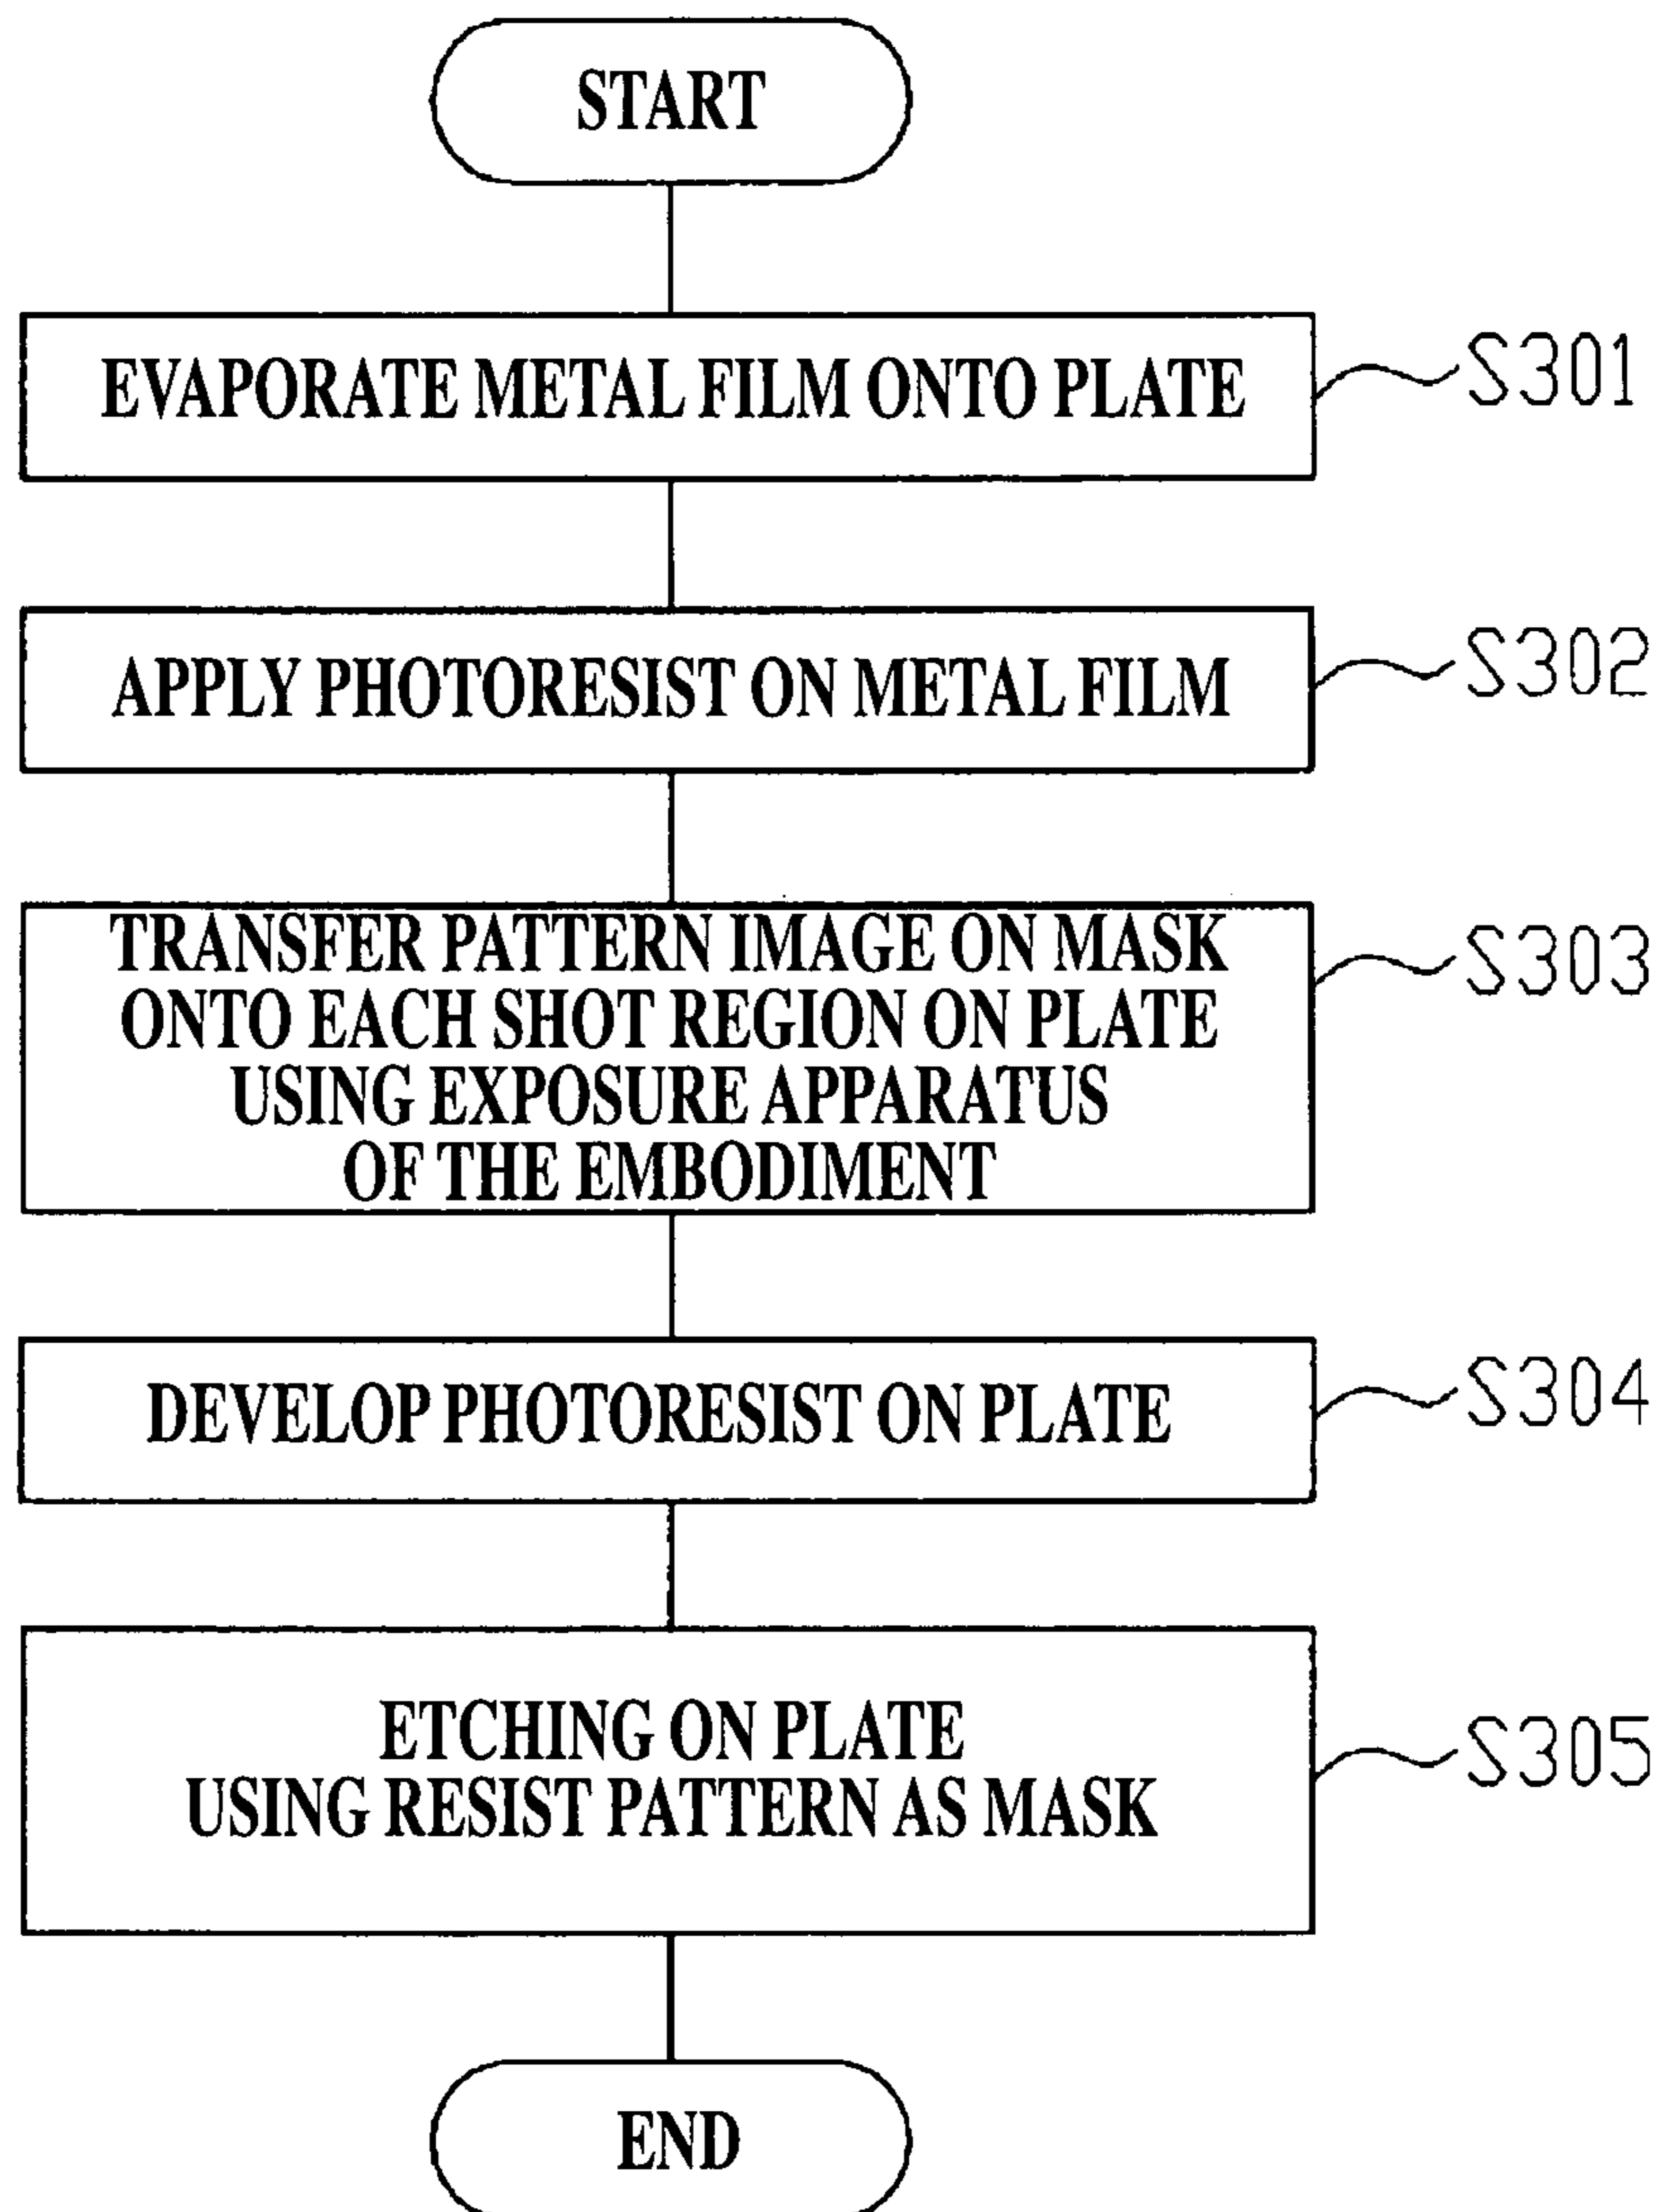 START
EVAPORATE METAL FILM ONTO PLATE
S301
APPLY PHOTORESIST ON METAL FILM
S302
TRANSFER PATTERN IMAGE ON MASK
ONTO EACH SHOT REGION ON PLATE
USING EXPOSURE APPARATUS
OF THE EMBODIMENT
S303
DEVELOP PHOTORESIST ON PLATE
S304
ETCHING ON PLATE
USING RESIST PATTERN AS MASK
S305
END